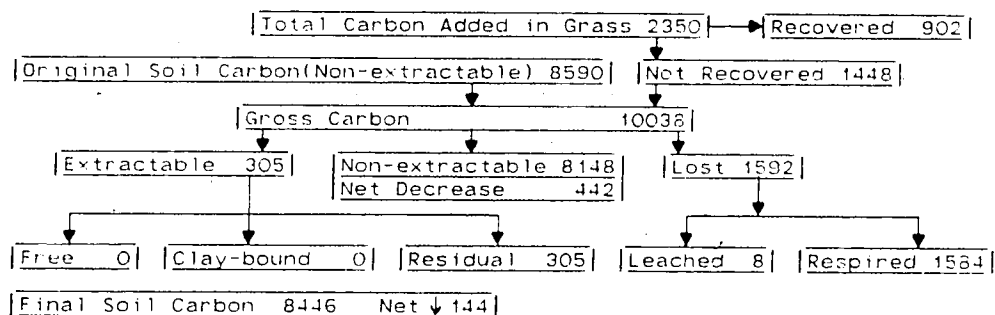 Total Carbon Added in Grass 2350 Recovered 902
Original Soil Carbon(Non-extractable) 8590 Not Recovered 1448
Gross Carbon 10038
Extractable 305 Non-extractable 8148 Lost 1592
Net Decrease 442
Free 0 Clay-bound 0 Residual 305 Leached 8 Respired 1584
Final Soil Carbon 8446 Net ↓ 144